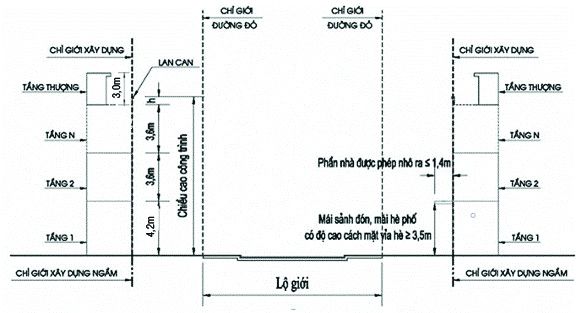 CHỈ GIỚI
ĐƯỜNG ĐỎ
CHỈ GIỚI
ĐƯỜNG ĐỎ
CHỈ GIỚI XÂY DỰNG
LAN CAN
TẦNG THƯỢNG
3,0m
h
TẦNG N
3,6m
TẦNG 2
3,6m
TẦNG 1
4,2m
Chiều cao công trình
CHỈ GIỚI XÂY DỰNG NGẦM
Lộ giới
CHỈ GIỚI XÂY DỰNG
TẦNG THƯỢNG
TẦNG N
Phần nhà được phép nhô ra ≤ 1,4m
TẦNG 2
Mái sảnh đón, mài hè phố
có độ cao cách mặt vỉa hè ≥ 3,5m
TẦNG 1
CHỈ GIỚI XÂY DỰNG NGẦM